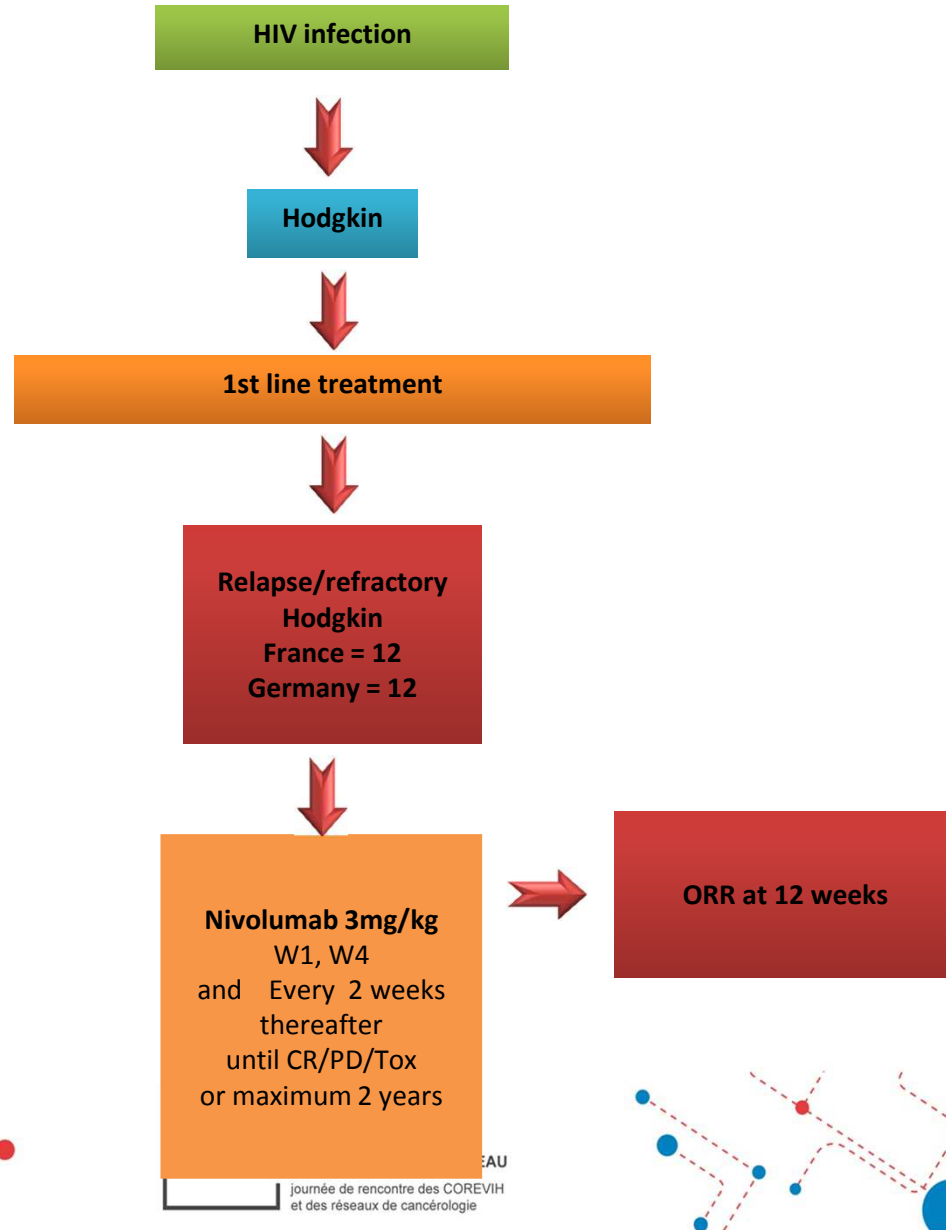 HIV infection
Hodgkin
1st line treatment
Relapse/refractory
Hodgkin
France = 12
Germany = 12
Nivolumab 3mg/kg
W1, W4
and Every 2 weeks
thereafter
until CR/PD/Tox
or maximum 2 years
ORR at 12 weeks
EAU
journée de rencontre des COREVIH
et des réseaux de cancérologie